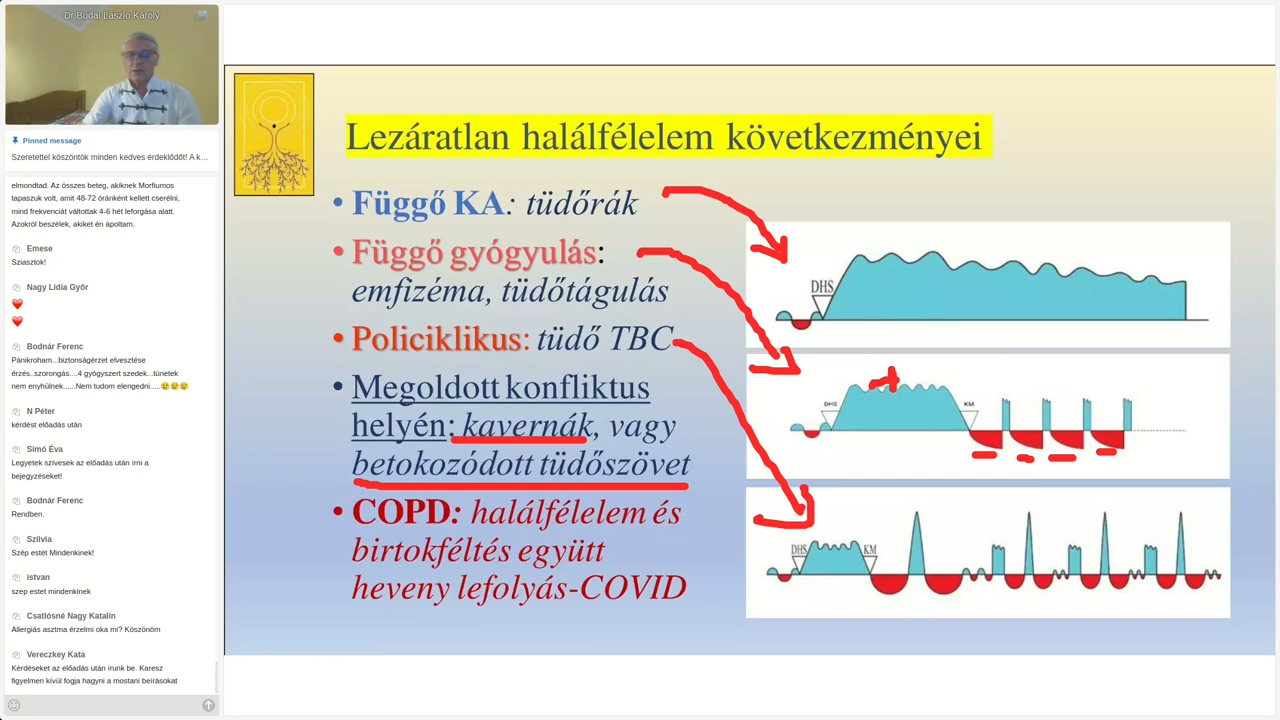 Dr Budai László Károly
Pinned message
Szeretettel köszöntök minden kedves érdeklődőt! A k…
elmondtad. Az összes beteg, akiknek Morfiumos
tapaszuk volt, amit 48-72 óránként kellett cserélni,
mind frekvenciát váltottak 4-6 hét leforgása alatt.
Azokról beszélek, akiket én ápoltam.
Emese
Sziasztok!
Nagy Lídia Győr
Bodnár Ferenc
Pánikroham...biztonságérzet elvesztése
érzés..szorongás....4 gyógyszert szedek...tünetek
nem enyhülnek......Nem tudom elengedni.....
N Péter
kérdést előadás után
Simó Éva
Legyetek szívesek az előadás után írni a
bejegyzéseket!
Bodnár Ferenc
Rendben.
Szilvia
Szép estét Mindenkinek!
istvan
szep estet mindenkinek
Csatlósné Nagy Katalin
Allergiás asztma érzelmi oka mi? Köszönöm
Vereczkey Kata
Kérdéseket az előadás után írunk be. Karesz
figyelmen kívül fogja hagyni a mostani beírásokat
Lezáratlan halálfélelem következményei
• Függő KA: tüdőrák
• Függő gyógyulás:
emfizéma, tüdőtágulás
• Policiklikus: tüdő TBC
• Megoldott konfliktus
helyén: kavernák, vagy
betokozódott tüdőszövet
• COPD: halálfélelem és
birtokféltés együtt
heveny lefolyás-COVID
DHS
DHS KM
DHS KM